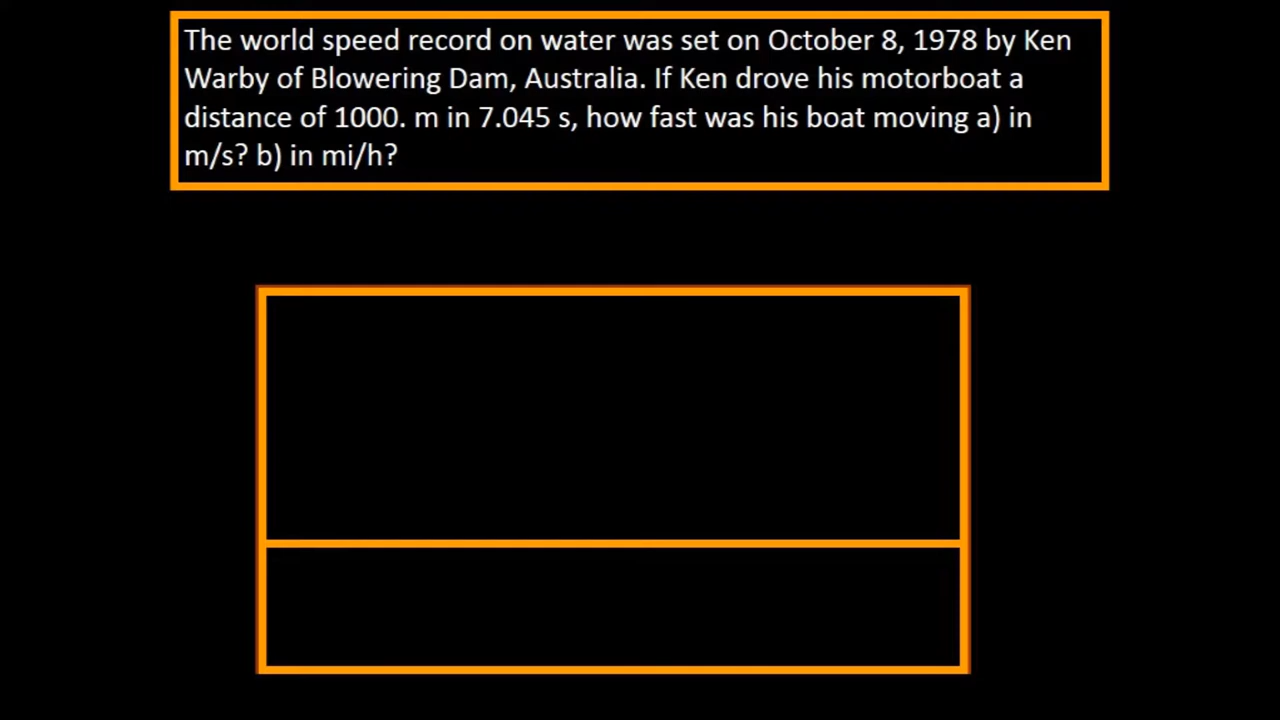 The world speed record on water was set on October 8, 1978 by Ken
Warby of Blowering Dam, Australia. If Ken drove his motorboat a
distance of 1000. m in 7.045 s, how fast was his boat moving a) in
m/s? b) in mi/h?